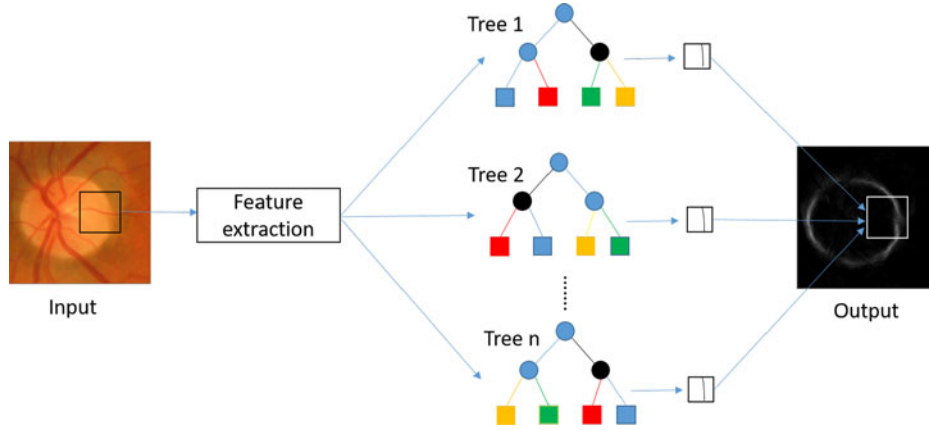 Tree 1
Tree 2
Feature
extraction
Input
Output
Tree n